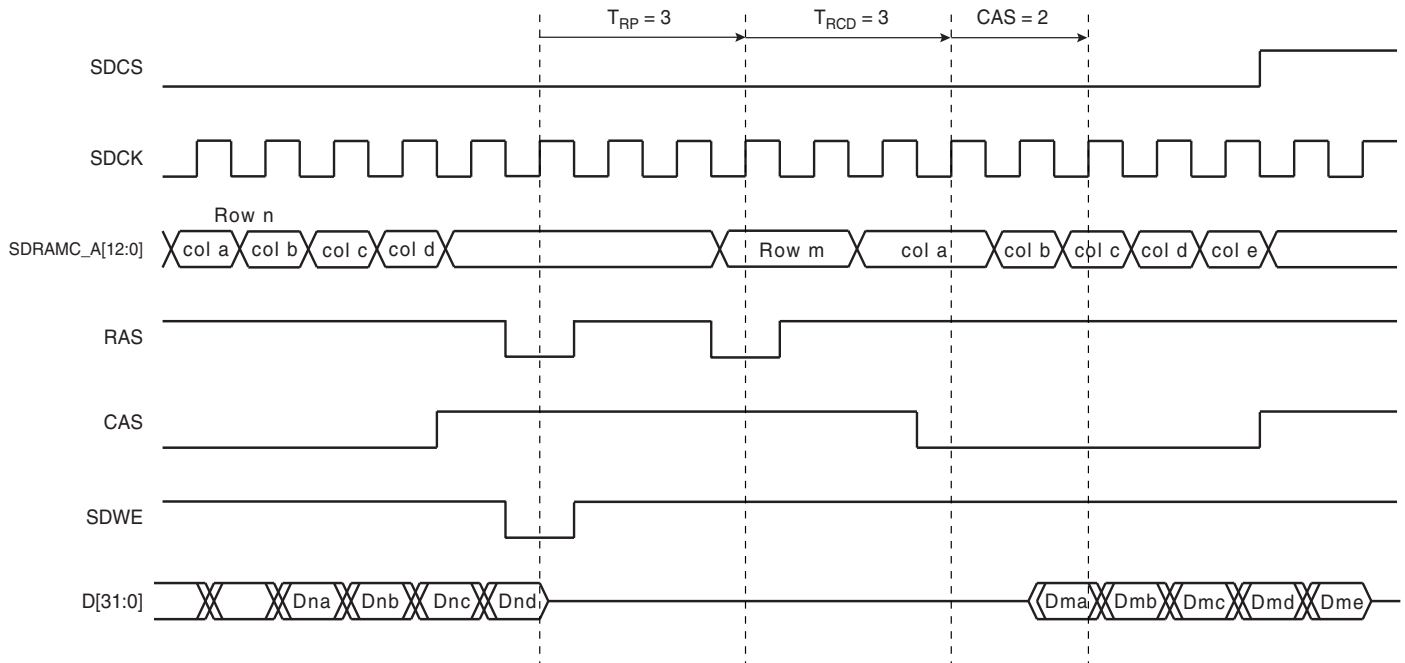 T_RP = 3 T_RCD = 3 CAS = 2
SDCS
SDCK
Row n
SDRAMC_A[12:0] col a col b col c col d Row m col a col b col c col d col e
RAS
CAS
SDWE
D[31:0] Dna Dnb Dnc Dnd Dma Dmb Dmc Dmd Dme